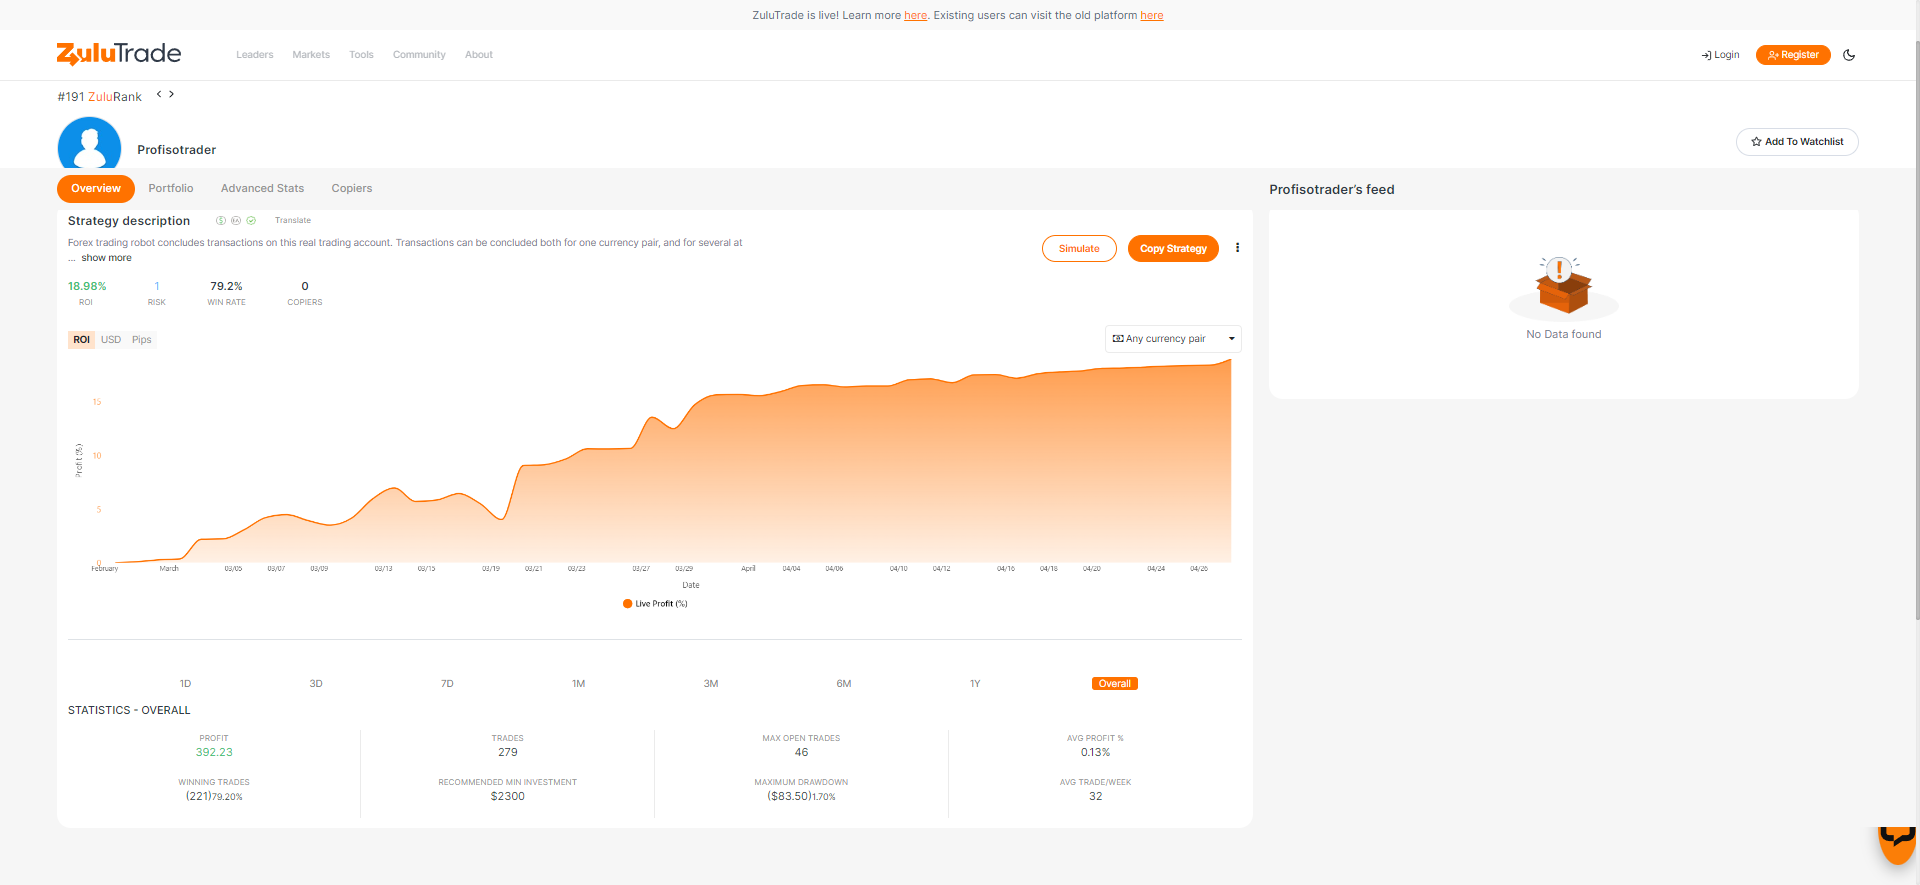 ZuluTrade is live! Learn more here. Existing users can visit the old platform here
ZuluTrade
Leaders Markets Tools Community About
Login Register
#191 ZuluRank < >
Profisotrader
Add To Watchlist
Overview Portfolio Advanced Stats Copiers
Profisotrader's feed
Strategy description Translate
Forex trading robot concludes transactions on this real trading account. Transactions can be concluded both for one currency pair, and for several at
... show more
Simulate Copy Strategy
18.98% 1 79.2% 0
ROI RISK WIN RATE COPIERS
No Data found
ROI USD Pips
Any currency pair
15
10
5
0
Profit (%)
February March 03/05 03/07 03/09 03/13 03/15 03/19 03/21 03/23 03/27 03/29 April 04/04 04/06 04/10 04/12 04/16 04/18 04/20 04/24 04/26
Date
Live Profit (%)
1D 3D 7D 1M 3M 6M 1Y Overall
STATISTICS - OVERALL
PROFIT TRADES MAX OPEN TRADES AVG PROFIT %
392.23 279 46 0.13%
WINNING TRADES RECOMMENDED MIN INVESTMENT MAXIMUM DRAWDOWN AVG TRADE/WEEK
(221)79.20% $2300 ($83.50)1.70% 32